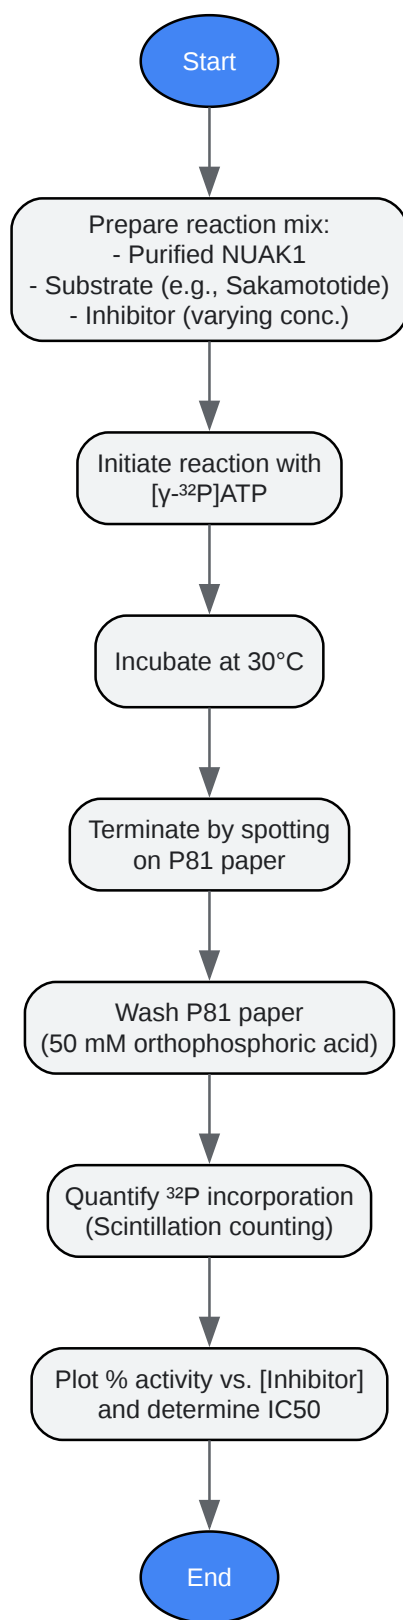 Start
Prepare reaction mix:
- Purified NUAK1
- Substrate (e.g., Sakamototide)
- Inhibitor (varying conc.)
Initiate reaction with
[γ-³²P]ATP
Incubate at 30°C
Terminate by spotting
on P81 paper
Wash P81 paper
(50 mM orthophosphoric acid)
Quantify ³²P incorporation
(Scintillation counting)
Plot % activity vs. [Inhibitor]
and determine IC50
End